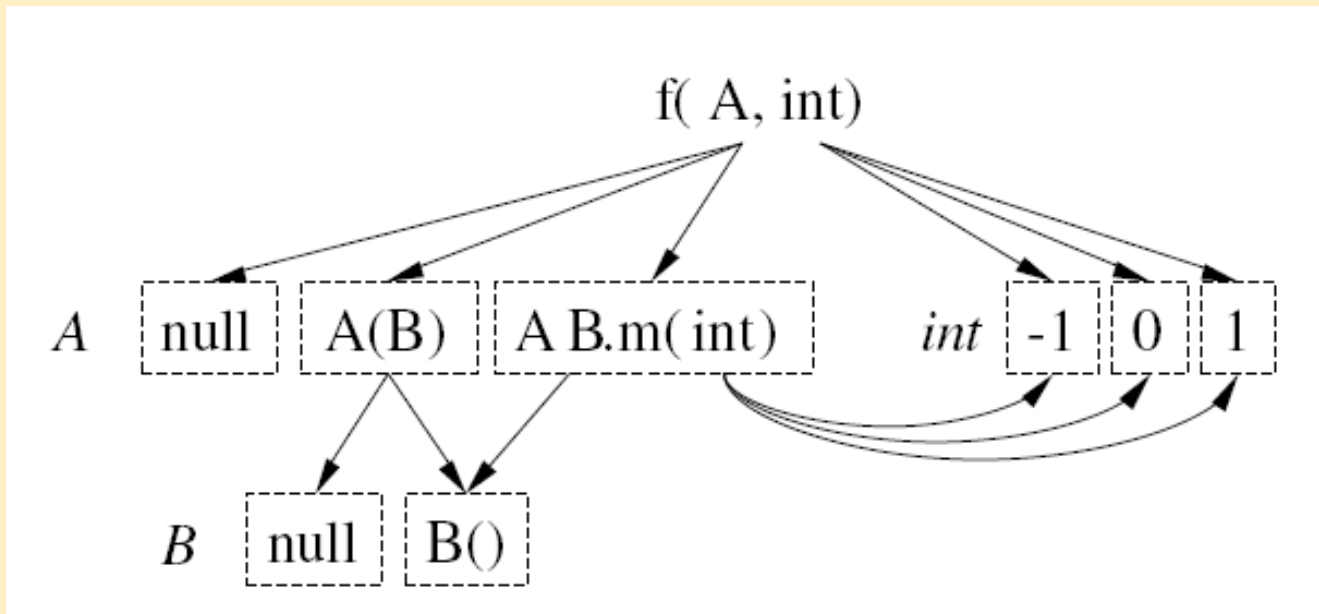 f( A, int)
A null A(B) A B.m( int) int -1 0 1
B null B()